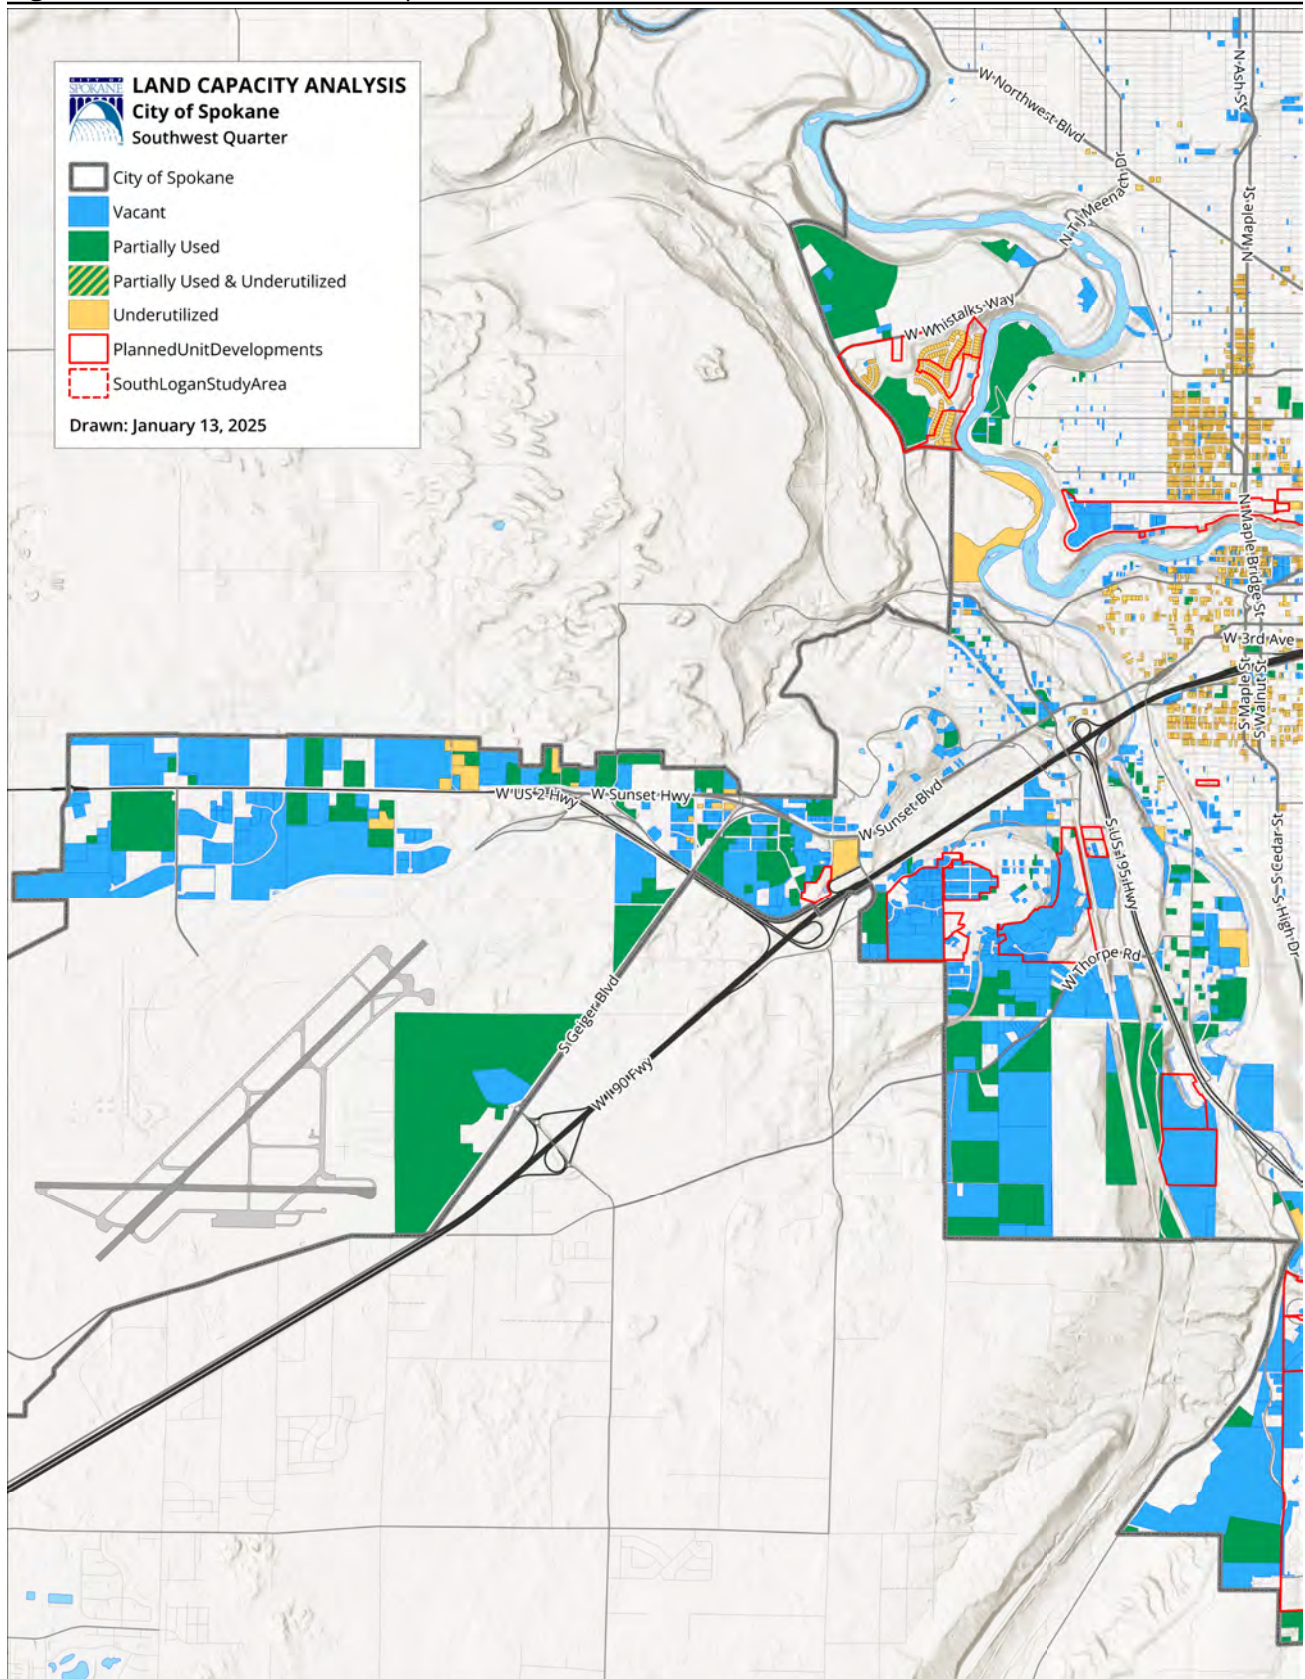 CITY OF
SPOKANE
LAND CAPACITY ANALYSIS
City of Spokane
Southwest Quarter
City of Spokane
Vacant
Partially Used
Partially Used & Underutilized
Underutilized
PlannedUnitDevelopments
SouthLoganStudyArea
Drawn: January 13, 2025
W Northwest Blvd
N Ash St
N T J Meenach Dr
N Maple St
W Whistalks Way
N Maple Bridge St
W 3rd Ave
S Maple St
S Walnut St
W US 2 Hwy
W Sunset Hwy
W Sunset Blvd
S US 195 Hwy
S Cedar St
S High Dr
W Thorpe Rd
S Geiger Blvd
W I 90 Fwy